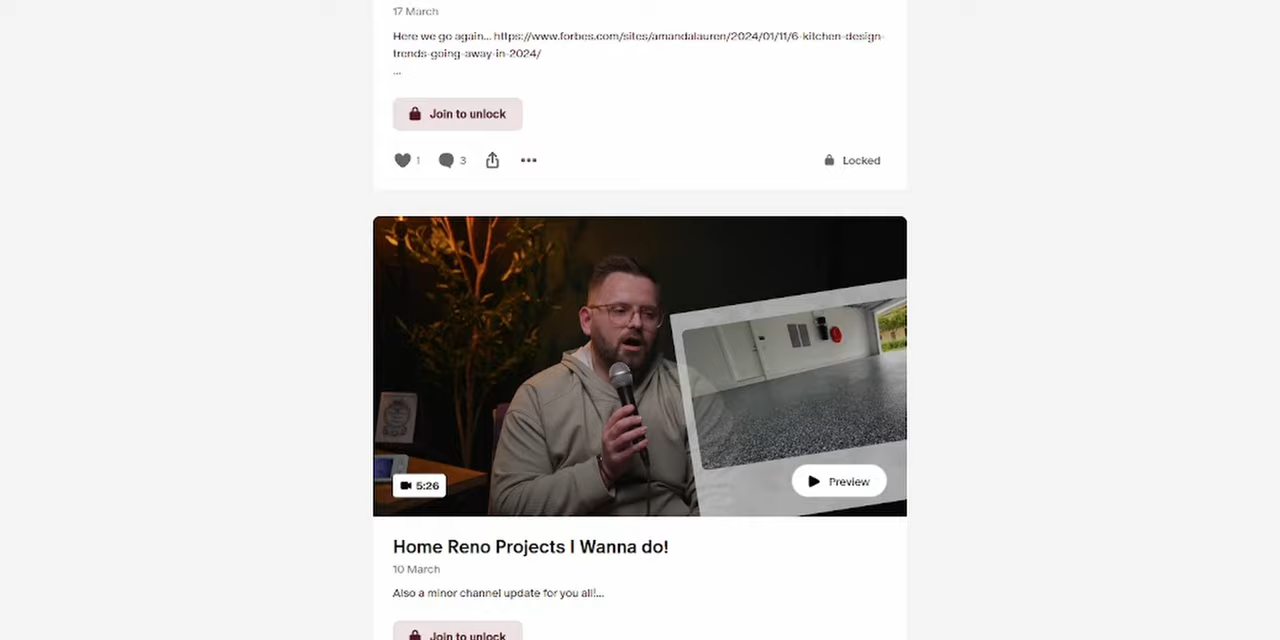 17 March
Here we go again... https://www.forbes.com/sites/amandalauren/2024/01/11/6-kitchen-design-
trends-going-away-in-2024/
...
Join to unlock
1 3 Locked
5:26 Preview
Home Reno Projects I Wanna do!
10 March
Also a minor channel update for you all!...
Join to unlock